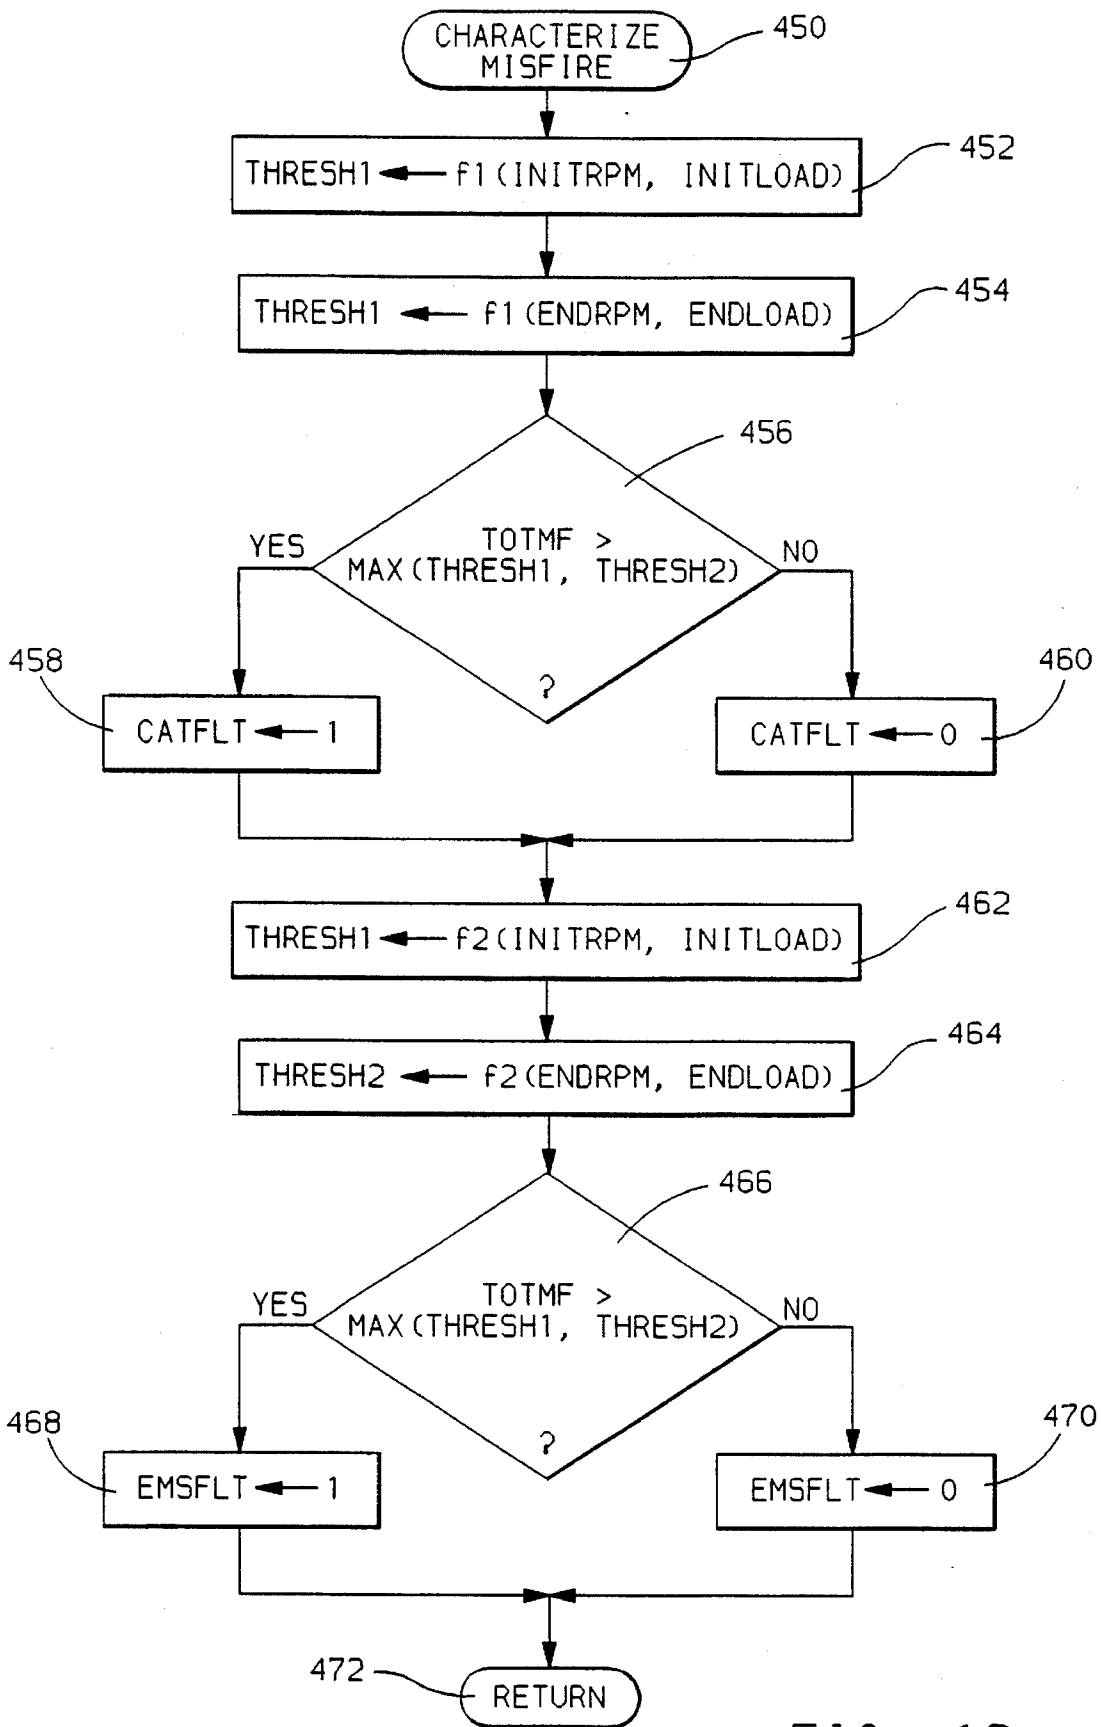 CHARACTERIZE
MISFIRE
450
THRESH1 ← f1(INITRPM, INITLOAD)
452
THRESH1 ← f1(ENDRPM, ENDLOAD)
454
456
TOTMF >
MAX(THRESH1, THRESH2)
?
YES
NO
458
CATFLT ← 1
460
CATFLT ← 0
462
THRESH1 ← f2(INITRPM, INITLOAD)
464
THRESH2 ← f2(ENDRPM, ENDLOAD)
466
TOTMF >
MAX(THRESH1, THRESH2)
?
YES
NO
468
EMSFLT ← 1
470
EMSFLT ← 0
472
RETURN